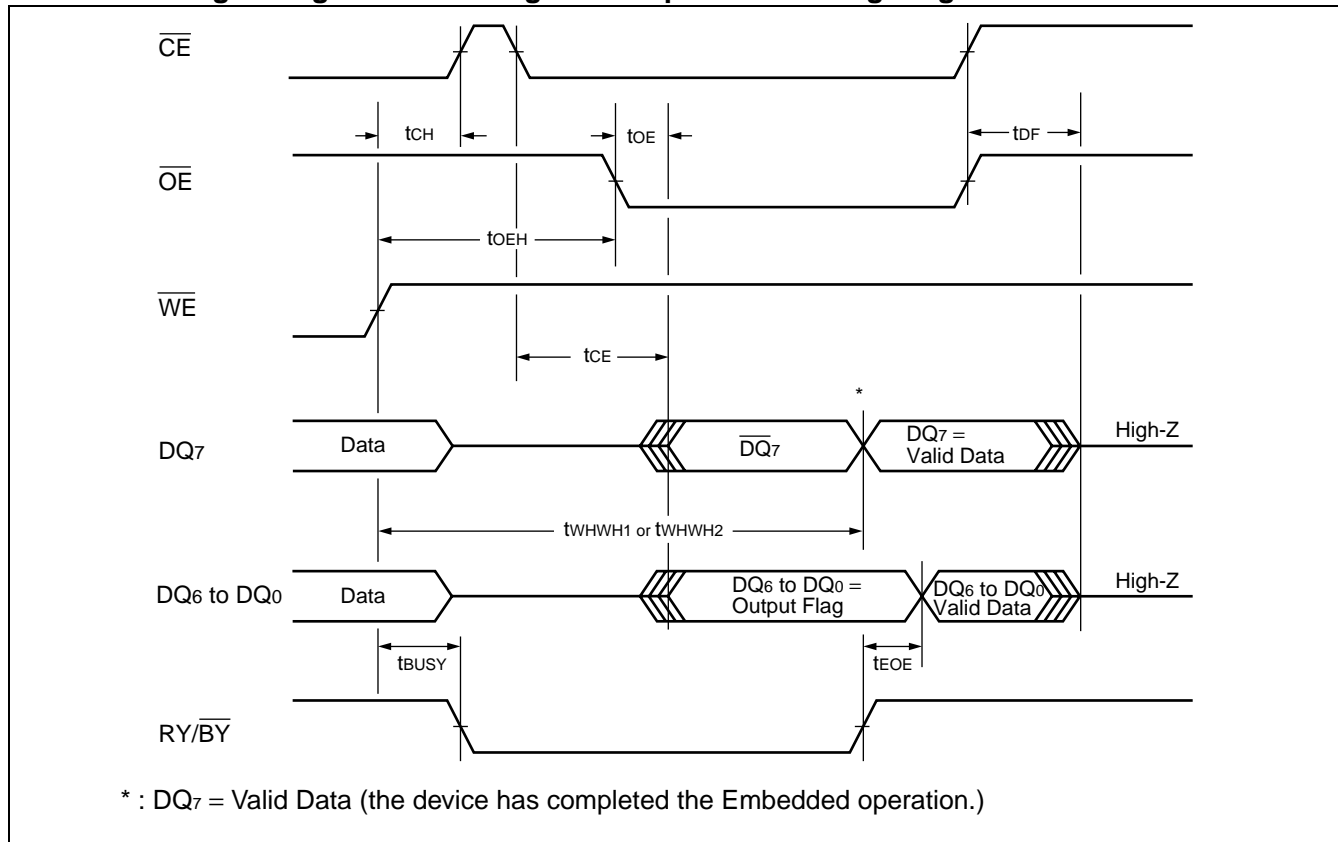 CE
tCH
tOE
tDF
OE
tOEH
WE
tCE
*
DQ7
Data
DQ7
DQ7 =
Valid Data
High-Z
tWHWH1 or tWHWH2
DQ6 to DQ0
Data
DQ6 to DQ0 =
Output Flag
DQ6 to DQ0
Valid Data
High-Z
tBUSY
tEOE
RY/BY
* : DQ7 = Valid Data (the device has completed the Embedded operation.)